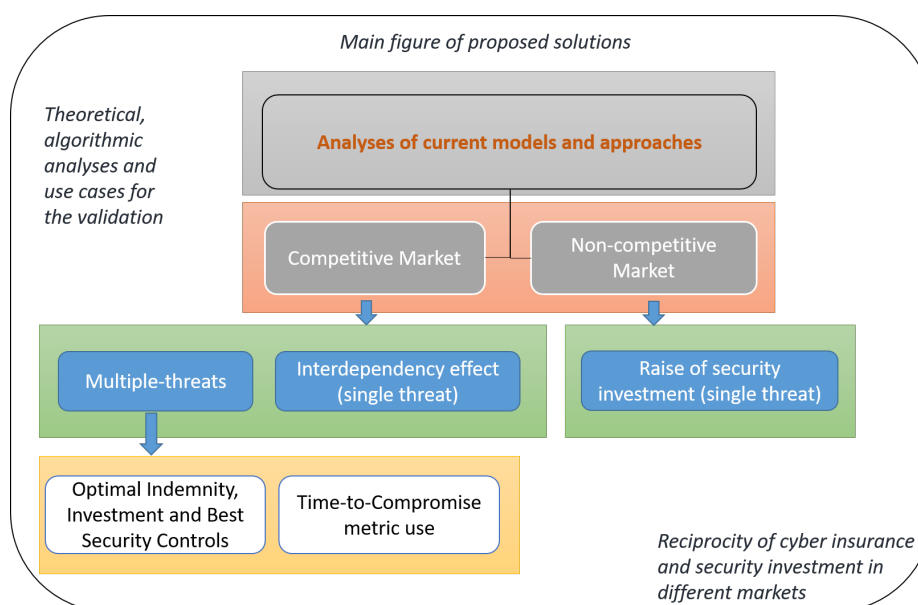 Main figure of proposed solutions
Theoretical,
algorithmic
analyses and
use cases for
the validation
Analyses of current models and approaches
Competitive Market
Non-competitive
Market
Multiple-threats
Interdependency effect
(single threat)
Raise of security
investment (single threat)
Optimal Indemnity,
Investment and Best
Security Controls
Time-to-Compromise
metric use
Reciprocity of cyber insurance
and security investment in
different markets